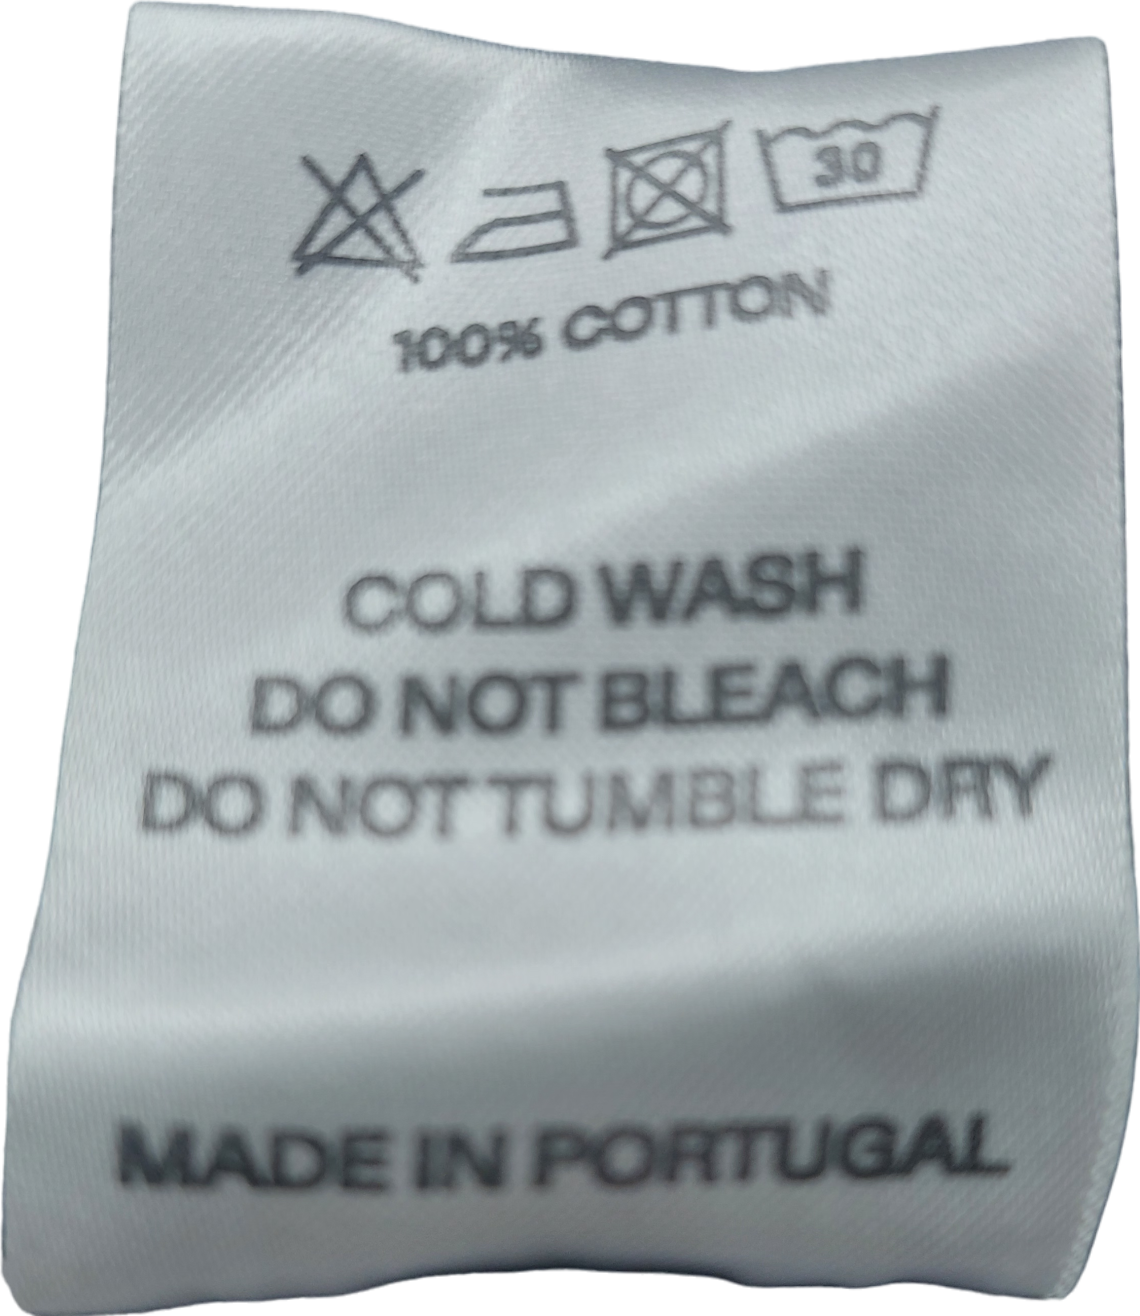 30
100% COTTON
COLD WASH
DO NOT BLEACH
DO NOT TUMBLE DRY
MADE IN PORTUGAL